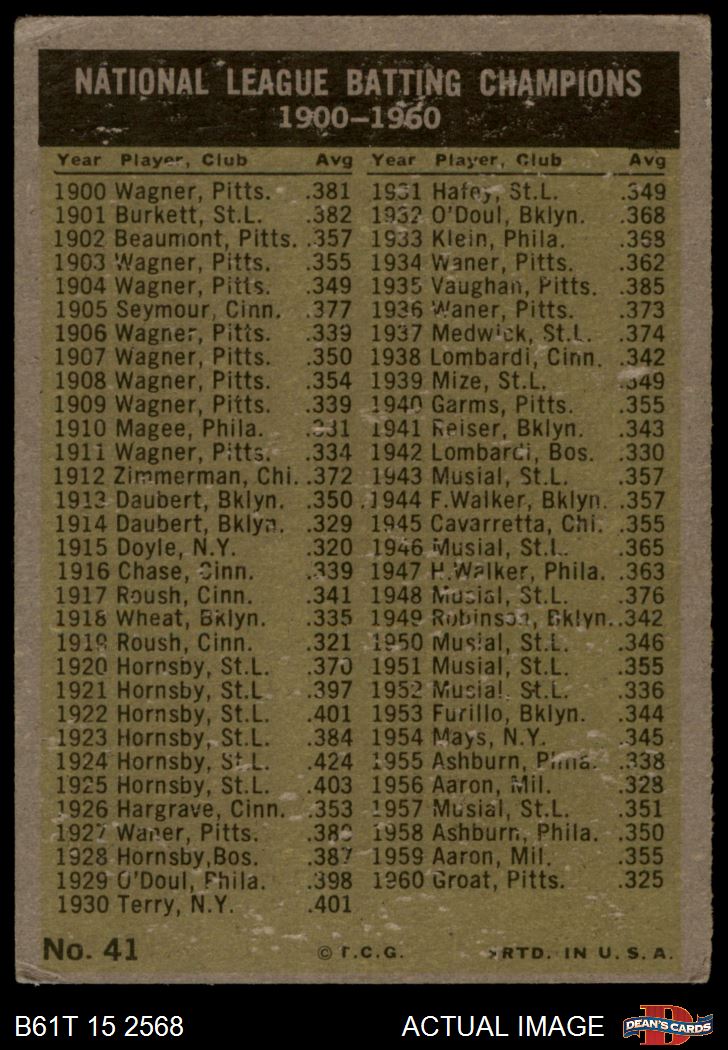 NATIONAL LEAGUE BATTING CHAMPIONS
1900–1960
Year Player, Club Avg
1900 Wagner, Pitts. .381
1901 Burkett, St.L. .382
1902 Beaumont, Pitts. .357
1903 Wagner, Pitts. .355
1904 Wagner, Pitts. .349
1905 Seymour, Cinn. .377
1906 Wagner, Pitts. .339
1907 Wagner, Pitts. .350
1908 Wagner, Pitts. .354
1909 Wagner, Pitts. .339
1910 Magee, Phila. .331
1911 Wagner, Pitts. .334
1912 Zimmerman, Chi. .372
1913 Daubert, Bklyn. .350
1914 Daubert, Bklyn. .329
1915 Doyle, N.Y. .320
1916 Chase, Cinn. .339
1917 Roush, Cinn. .341
1918 Wheat, Bklyn. .335
1919 Roush, Cinn. .321
1920 Hornsby, St.L. .370
1921 Hornsby, St.L. .397
1922 Hornsby, St.L. .401
1923 Hornsby, St.L. .384
1924 Hornsby, St.L. .424
1925 Hornsby, St.L. .403
1926 Hargrave, Cinn. .353
1927 Waner, Pitts. .380
1928 Hornsby, Bos. .387
1929 O'Doul, Phila. .398
1930 Terry, N.Y. .401
Year Player, Club Avg
1931 Hafey, St.L. .349
1932 O'Doul, Bklyn. .368
1933 Klein, Phila. .368
1934 Waner, Pitts. .362
1935 Vaughan, Pitts. .385
1936 Waner, Pitts. .373
1937 Medwick, St.L. .374
1938 Lombardi, Cinn. .342
1939 Mize, St.L. .349
1940 Garms, Pitts. .355
1941 Reiser, Bklyn. .343
1942 Lombardi, Bos. .330
1943 Musial, St.L. .357
1944 F.Walker, Bklyn. .357
1945 Cavarretta, Chi. .355
1946 Musial, St.L. .365
1947 H.Walker, Phila. .363
1948 Musial, St.L. .376
1949 Robinson, Bklyn. .342
1950 Musial, St.L. .346
1951 Musial, St.L. .355
1952 Musial, St.L. .336
1953 Furillo, Bklyn. .344
1954 Mays, N.Y. .345
1955 Ashburn, Phila. .338
1956 Aaron, Mil. .328
1957 Musial, St.L. .351
1958 Ashburn, Phila. .350
1959 Aaron, Mil. .355
1960 Groat, Pitts. .325
No. 41 © T.C.G. PRTD. IN U.S.A.
B61T 15 2568 ACTUAL IMAGE DEAN'S CARDS